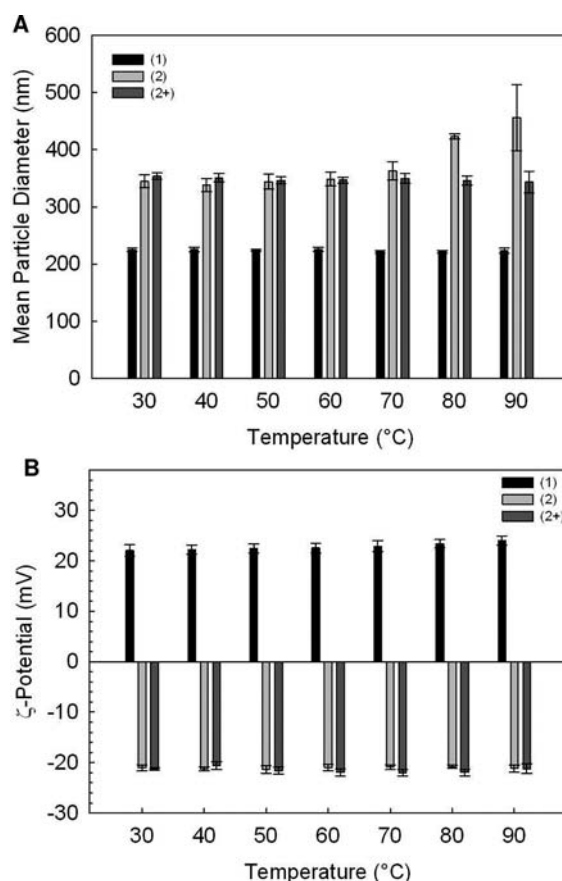 A
600
500
400
300
200
100
0
Mean Particle Diameter (nm)
(1)
(2)
(2+)
30 40 50 60 70 80 90
Temperature (°C)
B
30
20
10
0
-10
-20
-30
ζ-Potential (mV)
(1)
(2)
(2+)
30 40 50 60 70 80 90
Temperature (°C)